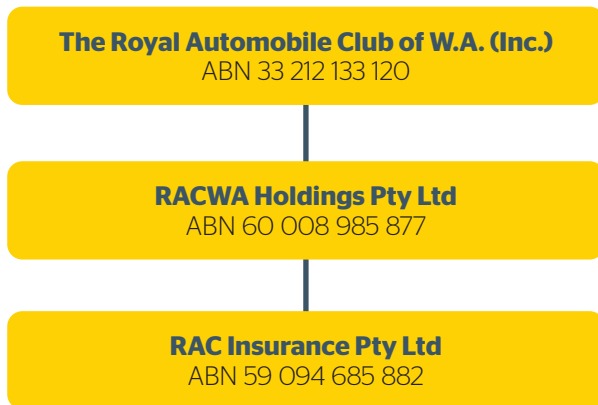 The Royal Automobile Club of W.A. (Inc.)
ABN 33 212 133 120
RACWA Holdings Pty Ltd
ABN 60 008 985 877
RAC Insurance Pty Ltd
ABN 59 094 685 882